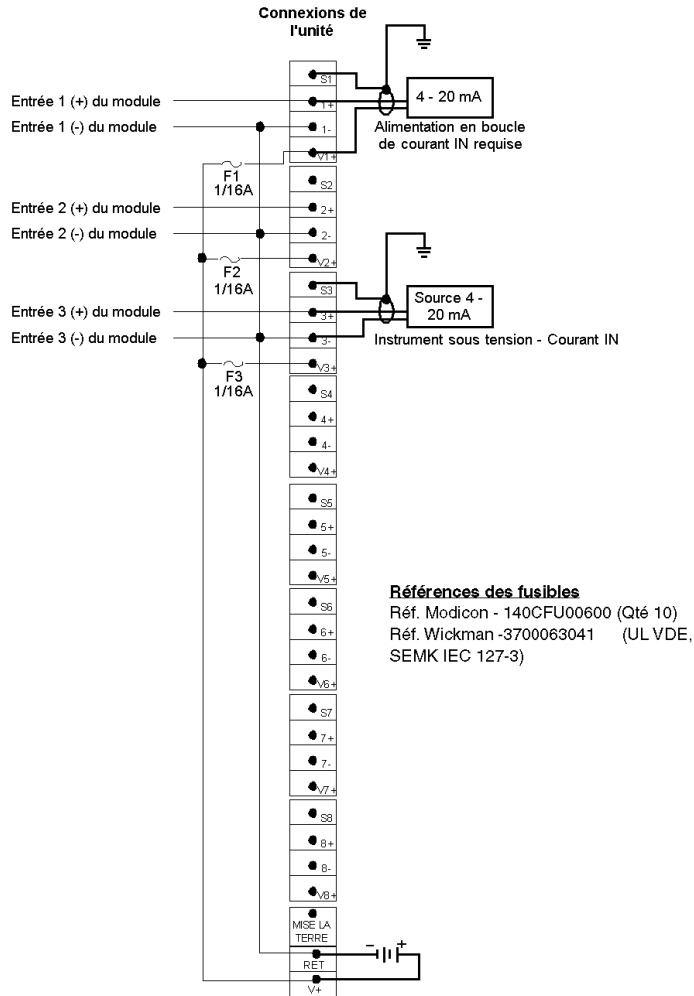 Connexions de
l'unité
S1
Entrée 1 (+) du module
1+
4 - 20 mA
Entrée 1 (-) du module
1-
Alimentation en boucle
de courant IN requise
V1+
F1
1/16A
S2
Entrée 2 (+) du module
2+
Entrée 2 (-) du module
2-
V2+
F2
1/16A
S3
Source 4 -
20 mA
Entrée 3 (+) du module
3+
Entrée 3 (-) du module
3-
Instrument sous tension - Courant IN
V3+
F3
1/16A
S4
4+
4-
V4+
S5
5+
5-
V5+
Références des fusibles
Réf. Modicon - 140CFU00600 (Qté 10)
Réf. Wickman -3700063041 (UL VDE,
SEMK IEC 127-3)
S6
6+
6-
V6+
S7
7+
7-
V7+
S8
8+
8-
V8+
MISE LA
TERRE
- +
RET
V+